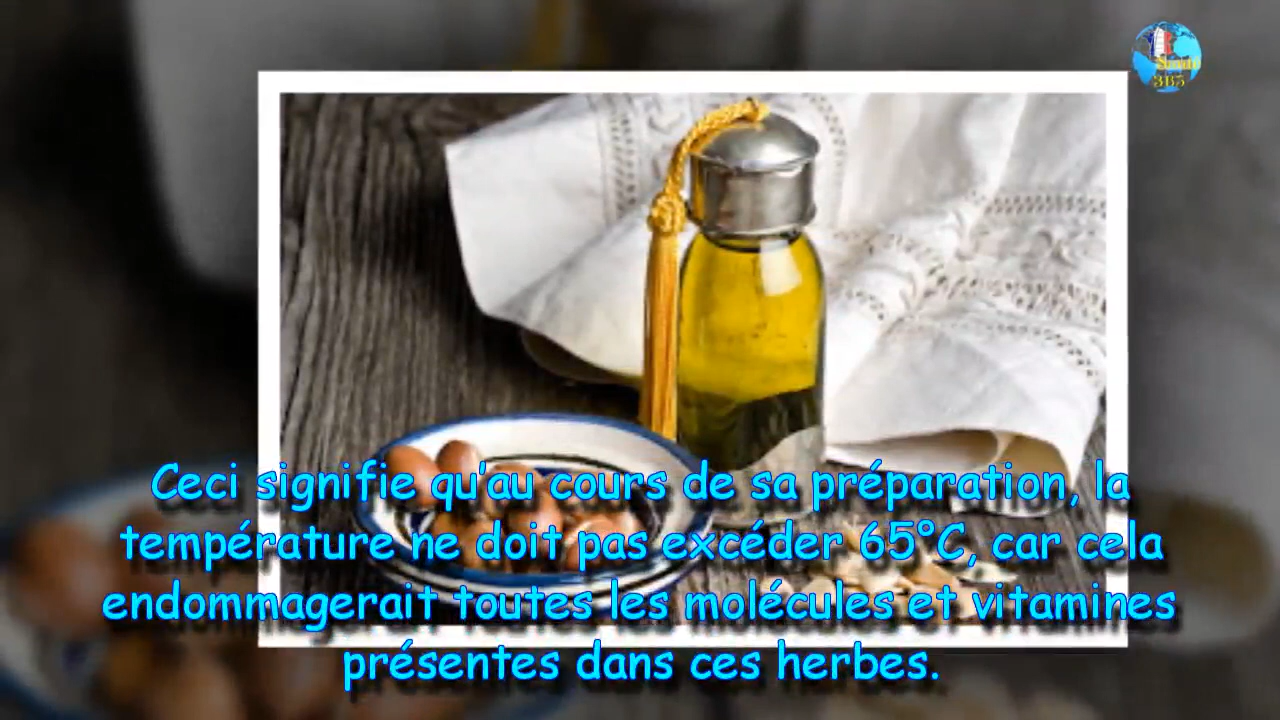 365
Ceci signifie qu'au cours de sa préparation, la
température ne doit pas excéder 65°C, car cela
endommagerait toutes les molécules et vitamines
présentes dans ces herbes.